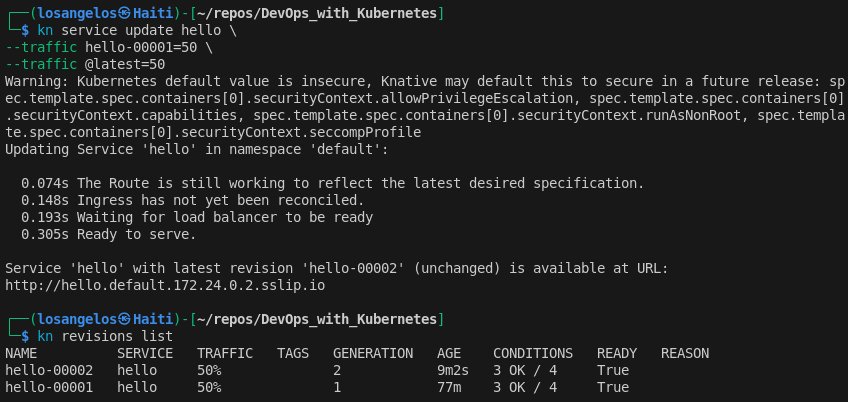 ┌──(losangelos㉿Haiti)-[~/repos/DevOps_with_Kubernetes]
└─$ kn service update hello \
--traffic hello-00001=50 \
--traffic @latest=50
Warning: Kubernetes default value is insecure, Knative may default this to secure in a future release: sp
ec.template.spec.containers[0].securityContext.allowPrivilegeEscalation, spec.template.spec.containers[0]
.securityContext.capabilities, spec.template.spec.containers[0].securityContext.runAsNonRoot, spec.templa
te.spec.containers[0].securityContext.seccompProfile
Updating Service 'hello' in namespace 'default':

  0.074s The Route is still working to reflect the latest desired specification.
  0.148s Ingress has not yet been reconciled.
  0.193s Waiting for load balancer to be ready
  0.305s Ready to serve.

Service 'hello' with latest revision 'hello-00002' (unchanged) is available at URL:
http://hello.default.172.24.0.2.sslip.io

┌──(losangelos㉿Haiti)-[~/repos/DevOps_with_Kubernetes]
└─$ kn revisions list
NAME          SERVICE   TRAFFIC   TAGS   GENERATION   AGE    CONDITIONS   READY   REASON
hello-00002   hello     50%              2            9m2s   3 OK / 4     True
hello-00001   hello     50%              1            77m    3 OK / 4     True